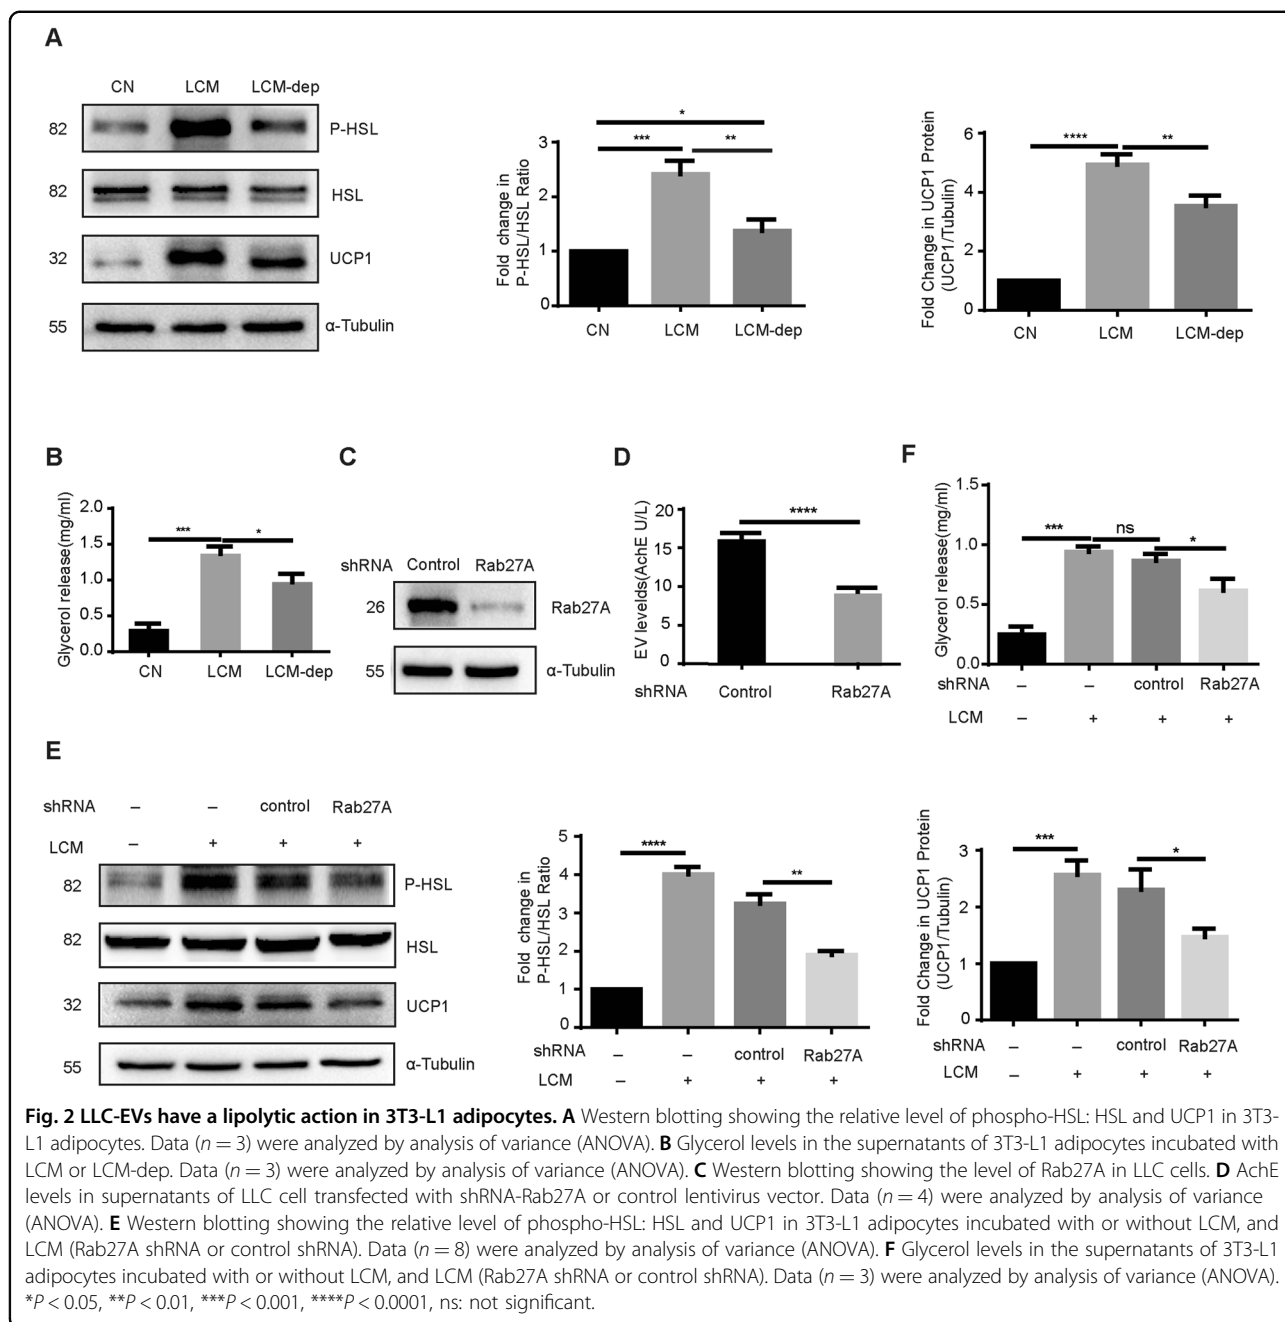 A
CN LCM LCM-dep
82 P-HSL
82 HSL
32 UCP1
55 α-Tubulin
Fold change in
P-HSL/HSL Ratio
3
2
1
0
*
*** **
CN LCM LCM-dep
Fold Change in UCP1 Protein
(UCP1/Tubulin)
6
4
2
0
**** **
CN LCM LCM-dep
B
Glycerol release(mg/ml)
2.0
1.5
1.0
0.5
0.0
*** *
CN LCM LCM-dep
C
shRNA Control Rab27A
26 Rab27A
55 α-Tubulin
D
EV levelds(AchE U/L)
20
15
10
5
0
****
shRNA Control Rab27A
F
Glycerol release(mg/ml)
1.5
1.0
0.5
0.0
*** ns *
shRNA – – control Rab27A
LCM – + + +
E
shRNA – – control Rab27A
LCM – + + +
82 P-HSL
82 HSL
32 UCP1
55 α-Tubulin
Fold change in
P-HSL/HSL Ratio
5
4
3
2
1
0
**** **
shRNA – – control Rab27A
LCM – + + +
Fold Change in UCP1 Protein
(UCP1/Tubulin)
3
2
1
0
*** *
shRNA – – control Rab27A
LCM – + + +
Fig. 2 LLC-EVs have a lipolytic action in 3T3-L1 adipocytes. A Western blotting showing the relative level of phospho-HSL: HSL and UCP1 in 3T3-
L1 adipocytes. Data (n = 3) were analyzed by analysis of variance (ANOVA). B Glycerol levels in the supernatants of 3T3-L1 adipocytes incubated with
LCM or LCM-dep. Data (n = 3) were analyzed by analysis of variance (ANOVA). C Western blotting showing the level of Rab27A in LLC cells. D AchE
levels in supernatants of LLC cell transfected with shRNA-Rab27A or control lentivirus vector. Data (n = 4) were analyzed by analysis of variance
(ANOVA). E Western blotting showing the relative level of phospho-HSL: HSL and UCP1 in 3T3-L1 adipocytes incubated with or without LCM, and
LCM (Rab27A shRNA or control shRNA). Data (n = 8) were analyzed by analysis of variance (ANOVA). F Glycerol levels in the supernatants of 3T3-L1
adipocytes incubated with or without LCM, and LCM (Rab27A shRNA or control shRNA). Data (n = 3) were analyzed by analysis of variance (ANOVA).
*P < 0.05, **P < 0.01, ***P < 0.001, ****P < 0.0001, ns: not significant.